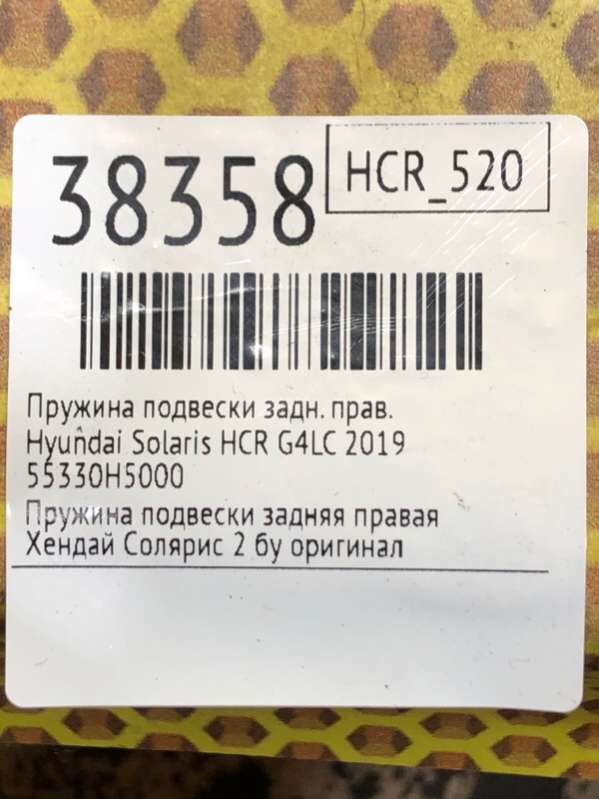 38358
HCR_520
Пружина подвески задн. прав.
Hyundai Solaris HCR G4LC 2019
55330H5000
Пружина подвески задняя правая
Хендай Солярис 2 бу оригинал